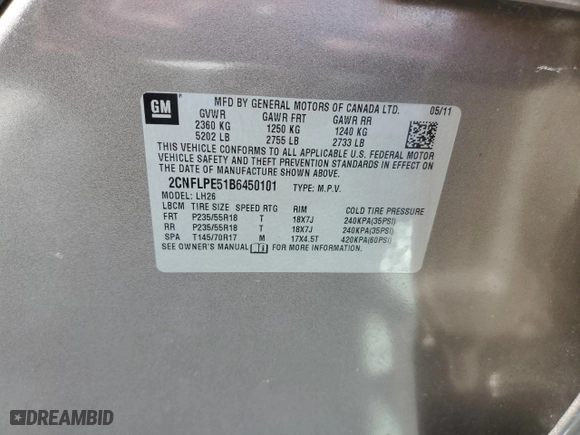 GM
MFD BY GENERAL MOTORS OF CANADA LTD. 05/11
GVWR GAWR FRT GAWR RR
2360 KG 1250 KG 1240 KG
5202 LB 2755 LB 2733 LB
THIS VEHICLE CONFORMS TO ALL APPLICABLE U.S. FEDERAL MOTOR
VEHICLE SAFETY AND THEFT PREVENTION STANDARDS IN EFFECT ON
THE DATE OF MANUFACTURE SHOWN ABOVE.
2CNFLPE51B6450101 TYPE: M.P.V.
MODEL: LH26
LBCM TIRE SIZE SPEED RTG RIM COLD TIRE PRESSURE
FRT P235/55R18 T 18X7J 240KPA(35PSI)
RR P235/55R18 T 18X7J 240KPA(35PSI)
SPA T145/70R17 M 17X4.5T 420KPA(60PSI)
SEE OWNER'S MANUAL FOR MORE INFORMATION.
DREAMBID